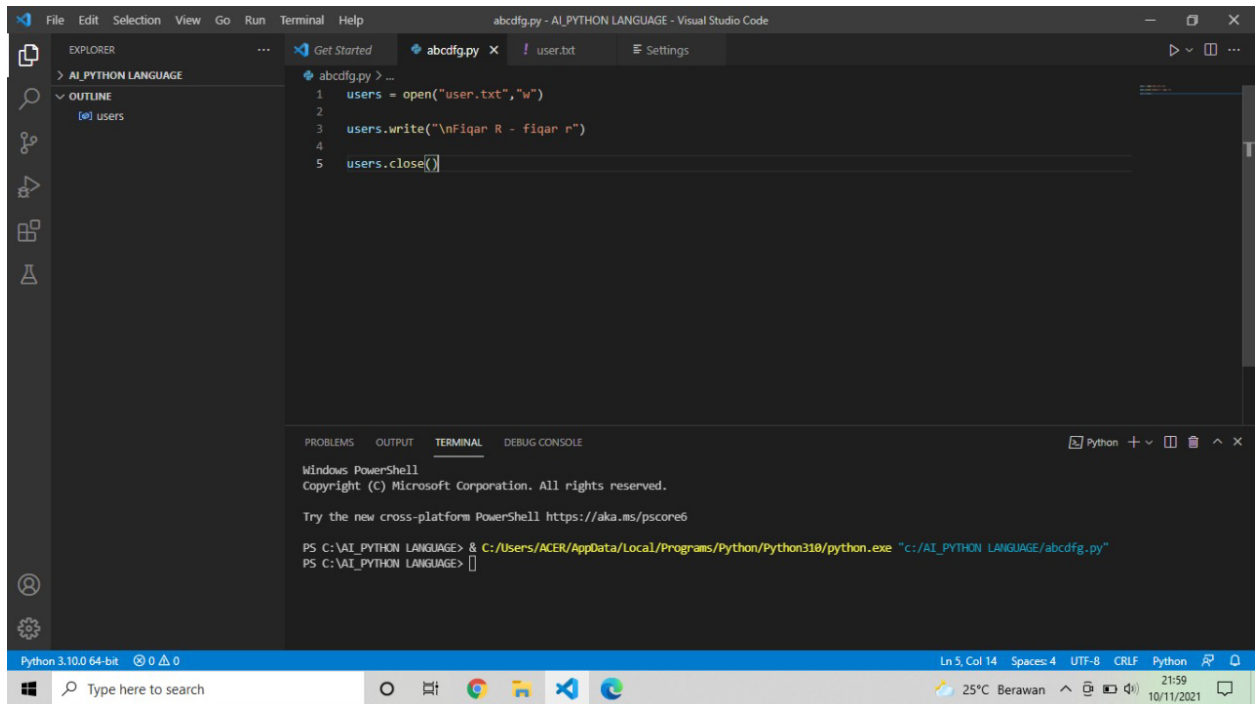 File Edit Selection View Go Run Terminal Help
abcdfg.py - AI_PYTHON LANGUAGE - Visual Studio Code
EXPLORER
Get Started
abcdfg.py
! user.txt
Settings
> AI_PYTHON LANGUAGE
abcdfg.py > ...
OUTLINE
users
1 users = open("user.txt","w")
2
3 users.write("\nFiqar R - fiqar r")
4
5 users.close()
PROBLEMS OUTPUT TERMINAL DEBUG CONSOLE
Python
Windows PowerShell
Copyright (C) Microsoft Corporation. All rights reserved.
Try the new cross-platform PowerShell https://aka.ms/pscore6
PS C:\AI_PYTHON LANGUAGE> & C:/Users/ACER/AppData/Local/Programs/Python/Python310/python.exe "c:/AI_PYTHON LANGUAGE/abcdfg.py"
PS C:\AI_PYTHON LANGUAGE>
Python 3.10.0 64-bit 0 0
Ln 5, Col 14 Spaces: 4 UTF-8 CRLF Python
Type here to search
25°C Berawan
21:59
10/11/2021